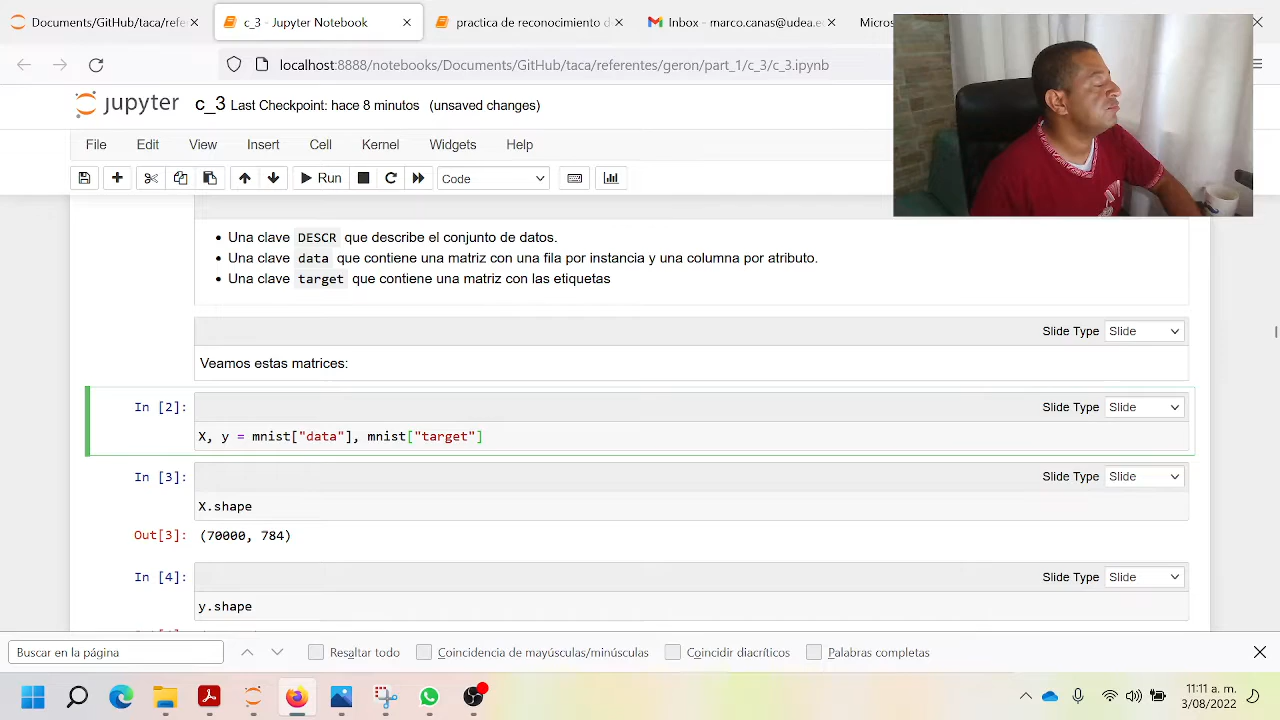 Documents/GitHub/taca/refe
c_3 - Jupyter Notebook
practica de reconocimiento d
Inbox - marco.canas@udea.e
Micros
localhost:8888/notebooks/Documents/GitHub/taca/referentes/geron/part_1/c_3/c_3.ipynb
jupyter c_3 Last Checkpoint: hace 8 minutos (unsaved changes)
File Edit View Insert Cell Kernel Widgets Help
Run Code
Una clave DESCR que describe el conjunto de datos.
Una clave data que contiene una matriz con una fila por instancia y una columna por atributo.
Una clave target que contiene una matriz con las etiquetas
Slide Type Slide
Veamos estas matrices:
In [2]: Slide Type Slide
X, y = mnist["data"], mnist["target"]
In [3]: Slide Type Slide
X.shape
Out[3]: (70000, 784)
In [4]: Slide Type Slide
y.shape
Buscar en la página Resaltar todo Coincidencia de mayúsculas/minúsculas Coincidir diacríticos Palabras completas
11:11 a. m.
3/08/2022